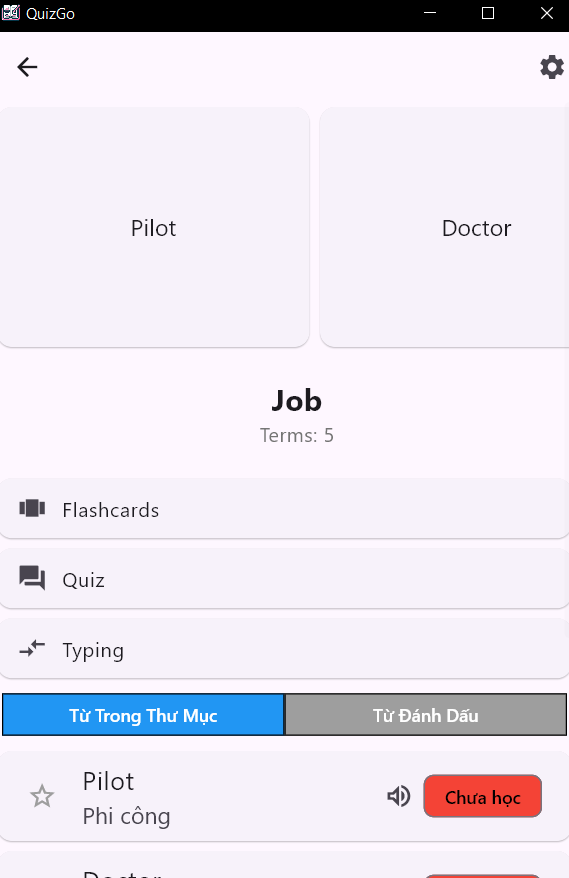 QuizGo
Pilot
Doctor
Job
Terms: 5
Flashcards
Quiz
Typing
Từ Trong Thư Mục
Từ Đánh Dấu
Pilot
Phi công
Chưa học
Doctor